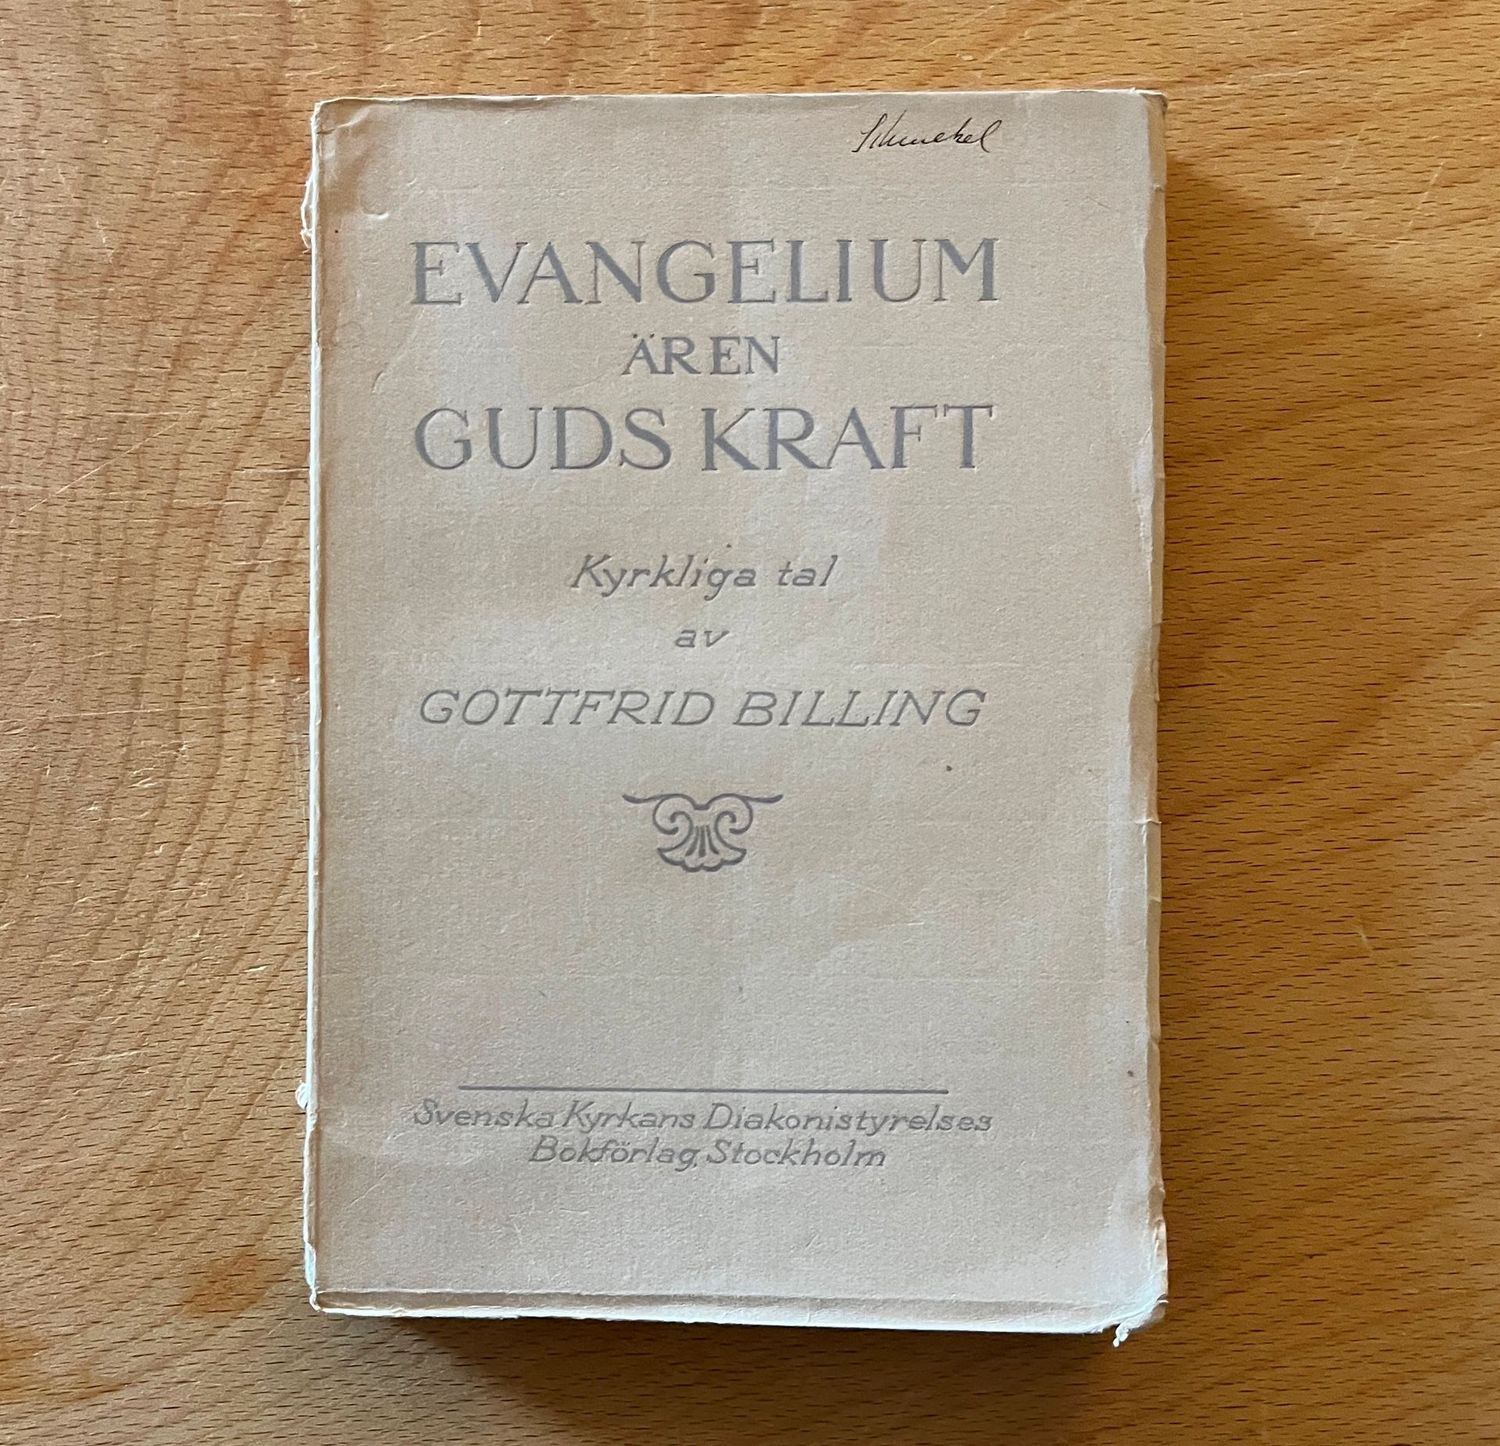 EVANGELIUM
ÄR EN
GUDS KRAFT
Kyrkliga tal
av
GOTTFRID BILLING
Svenska Kyrkans Diakonistyrelses
Bokförlag, Stockholm